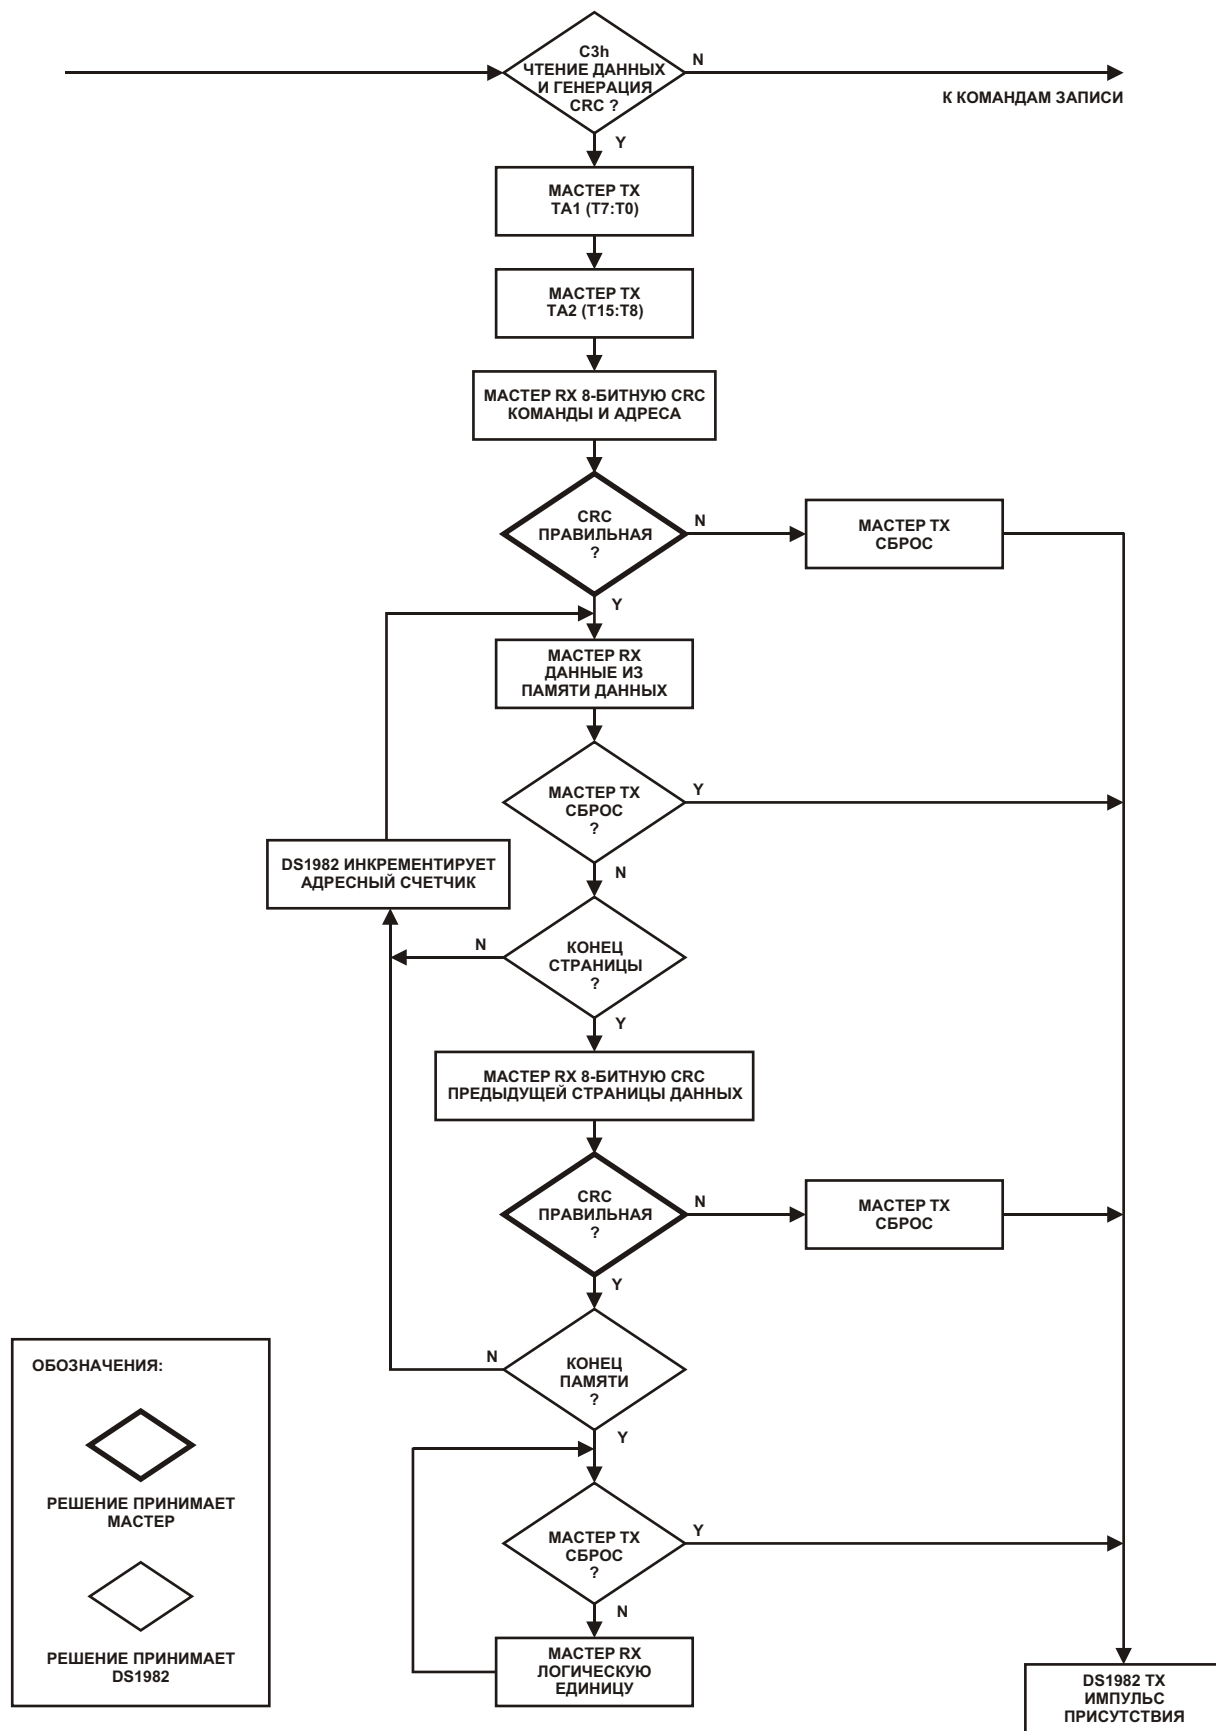 C3h
ЧТЕНИЕ ДАННЫХ
И ГЕНЕРАЦИЯ
CRC ?
N
К КОМАНДАМ ЗАПИСИ
Y
МАСТЕР TX
TA1 (T7:T0)
МАСТЕР TX
TA2 (T15:T8)
МАСТЕР RX 8-БИТНУЮ CRC
КОМАНДЫ И АДРЕСА
CRC
ПРАВИЛЬНАЯ
?
N
МАСТЕР TX
СБРОС
Y
МАСТЕР RX
ДАННЫЕ ИЗ
ПАМЯТИ ДАННЫХ
МАСТЕР TX
СБРОС
?
Y
DS1982 ИНКРЕМЕНТИРУЕТ
АДРЕСНЫЙ СЧЕТЧИК
N
КОНЕЦ
СТРАНИЦЫ
?
N
Y
МАСТЕР RX 8-БИТНУЮ CRC
ПРЕДЫДУЩЕЙ СТРАНИЦЫ ДАННЫХ
CRC
ПРАВИЛЬНАЯ
?
N
МАСТЕР TX
СБРОС
Y
КОНЕЦ
ПАМЯТИ
?
N
Y
МАСТЕР TX
СБРОС
?
Y
N
МАСТЕР RX
ЛОГИЧЕСКУЮ
ЕДИНИЦУ
DS1982 TX
ИМПУЛЬС
ПРИСУТСТВИЯ
ОБОЗНАЧЕНИЯ:
РЕШЕНИЕ ПРИНИМАЕТ
МАСТЕР
РЕШЕНИЕ ПРИНИМАЕТ
DS1982